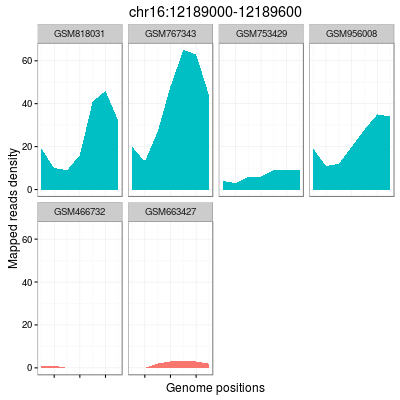 chr16:12189000-12189600
GSM818031 GSM767343 GSM753429 GSM956008
60
40
20
0
GSM466732 GSM663427
60
40
20
0
Mapped reads density
Genome positions